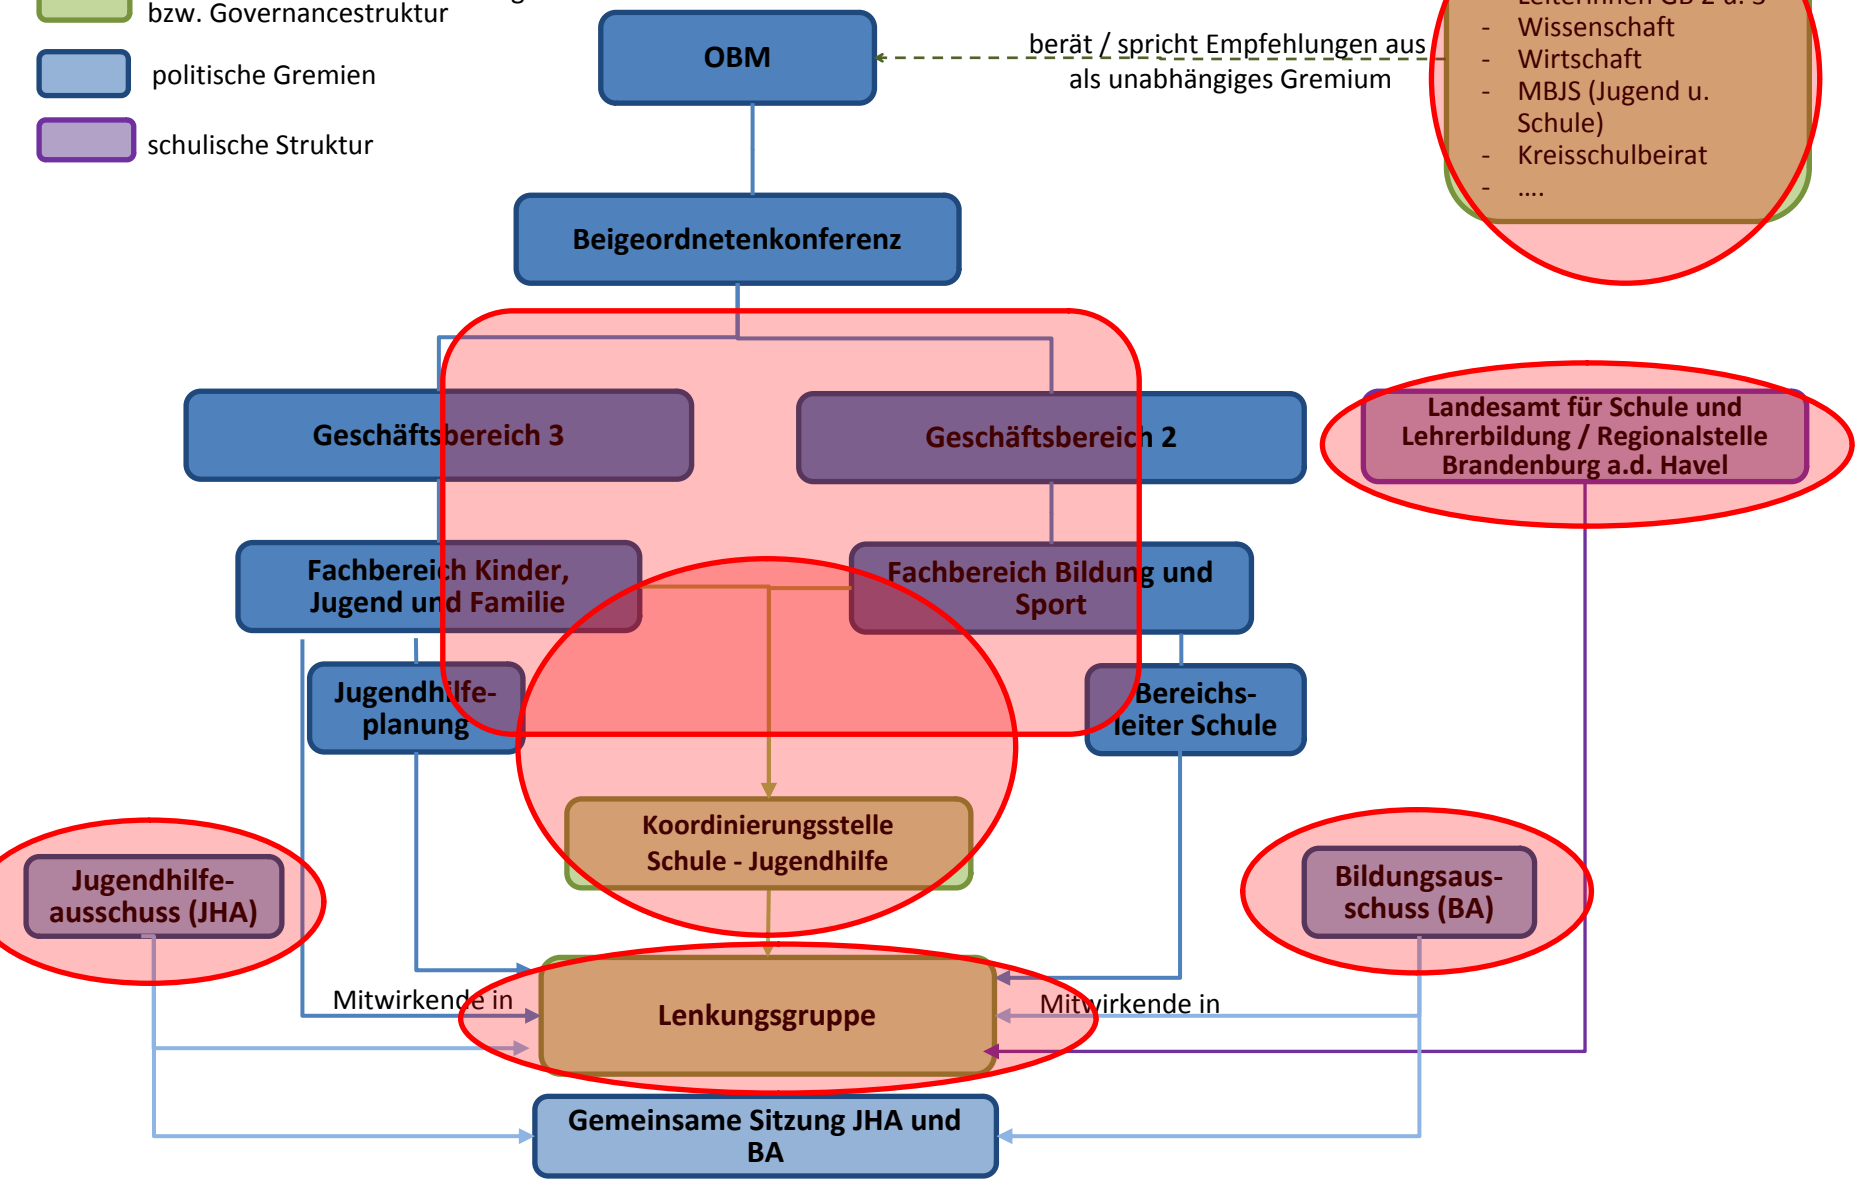 bzw. Governancestruktur
politische Gremien
schulische Struktur
OBM
berät / spricht Empfehlungen aus
als unabhängiges Gremium
- Wissenschaft
- Wirtschaft
- MBJS (Jugend u.
Schule)
- Kreisschulbeirat
- ....
Beigeordnetenkonferenz
Geschäftsbereich 3
Geschäftsbereich 2
Landesamt für Schule und
Lehrerbildung / Regionalstelle
Brandenburg a.d. Havel
Fachbereich Kinder,
Jugend und Familie
Fachbereich Bildung und
Sport
Jugendhilfe-
planung
Bereichs-
leiter Schule
Koordinierungsstelle
Schule - Jugendhilfe
Jugendhilfe-
ausschuss (JHA)
Bildungsaus-
schuss (BA)
Mitwirkende in
Lenkungsgruppe
Mitwirkende in
Gemeinsame Sitzung JHA und
BA